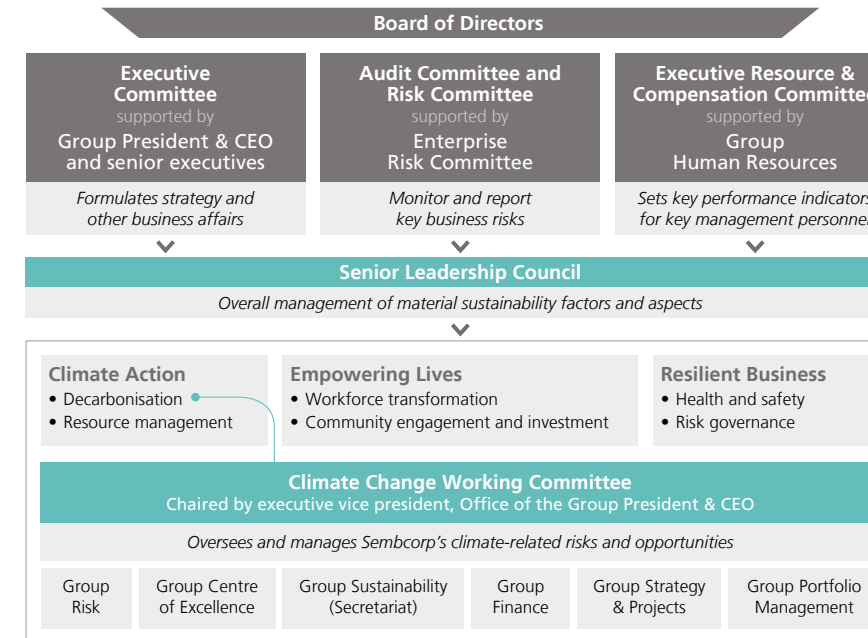 Board of Directors
Executive
Committee
supported by
Group President & CEO
and senior executives
Formulates strategy and
other business affairs
Audit Committee and
Risk Committee
supported by
Enterprise
Risk Committee
Monitor and report
key business risks
Executive Resource &
Compensation Committee
supported by
Group
Human Resources
Sets key performance indicators
for key management personnel
Senior Leadership Council
Overall management of material sustainability factors and aspects
Climate Action
• Decarbonisation
• Resource management
Empowering Lives
• Workforce transformation
• Community engagement and investment
Resilient Business
• Health and safety
• Risk governance
Climate Change Working Committee
Chaired by executive vice president, Office of the Group President & CEO
Oversees and manages Sembcorp’s climate-related risks and opportunities
Group
Risk
Group Centre
of Excellence
Group Sustainability
(Secretariat)
Group
Finance
Group Strategy
& Projects
Group Portfolio
Management